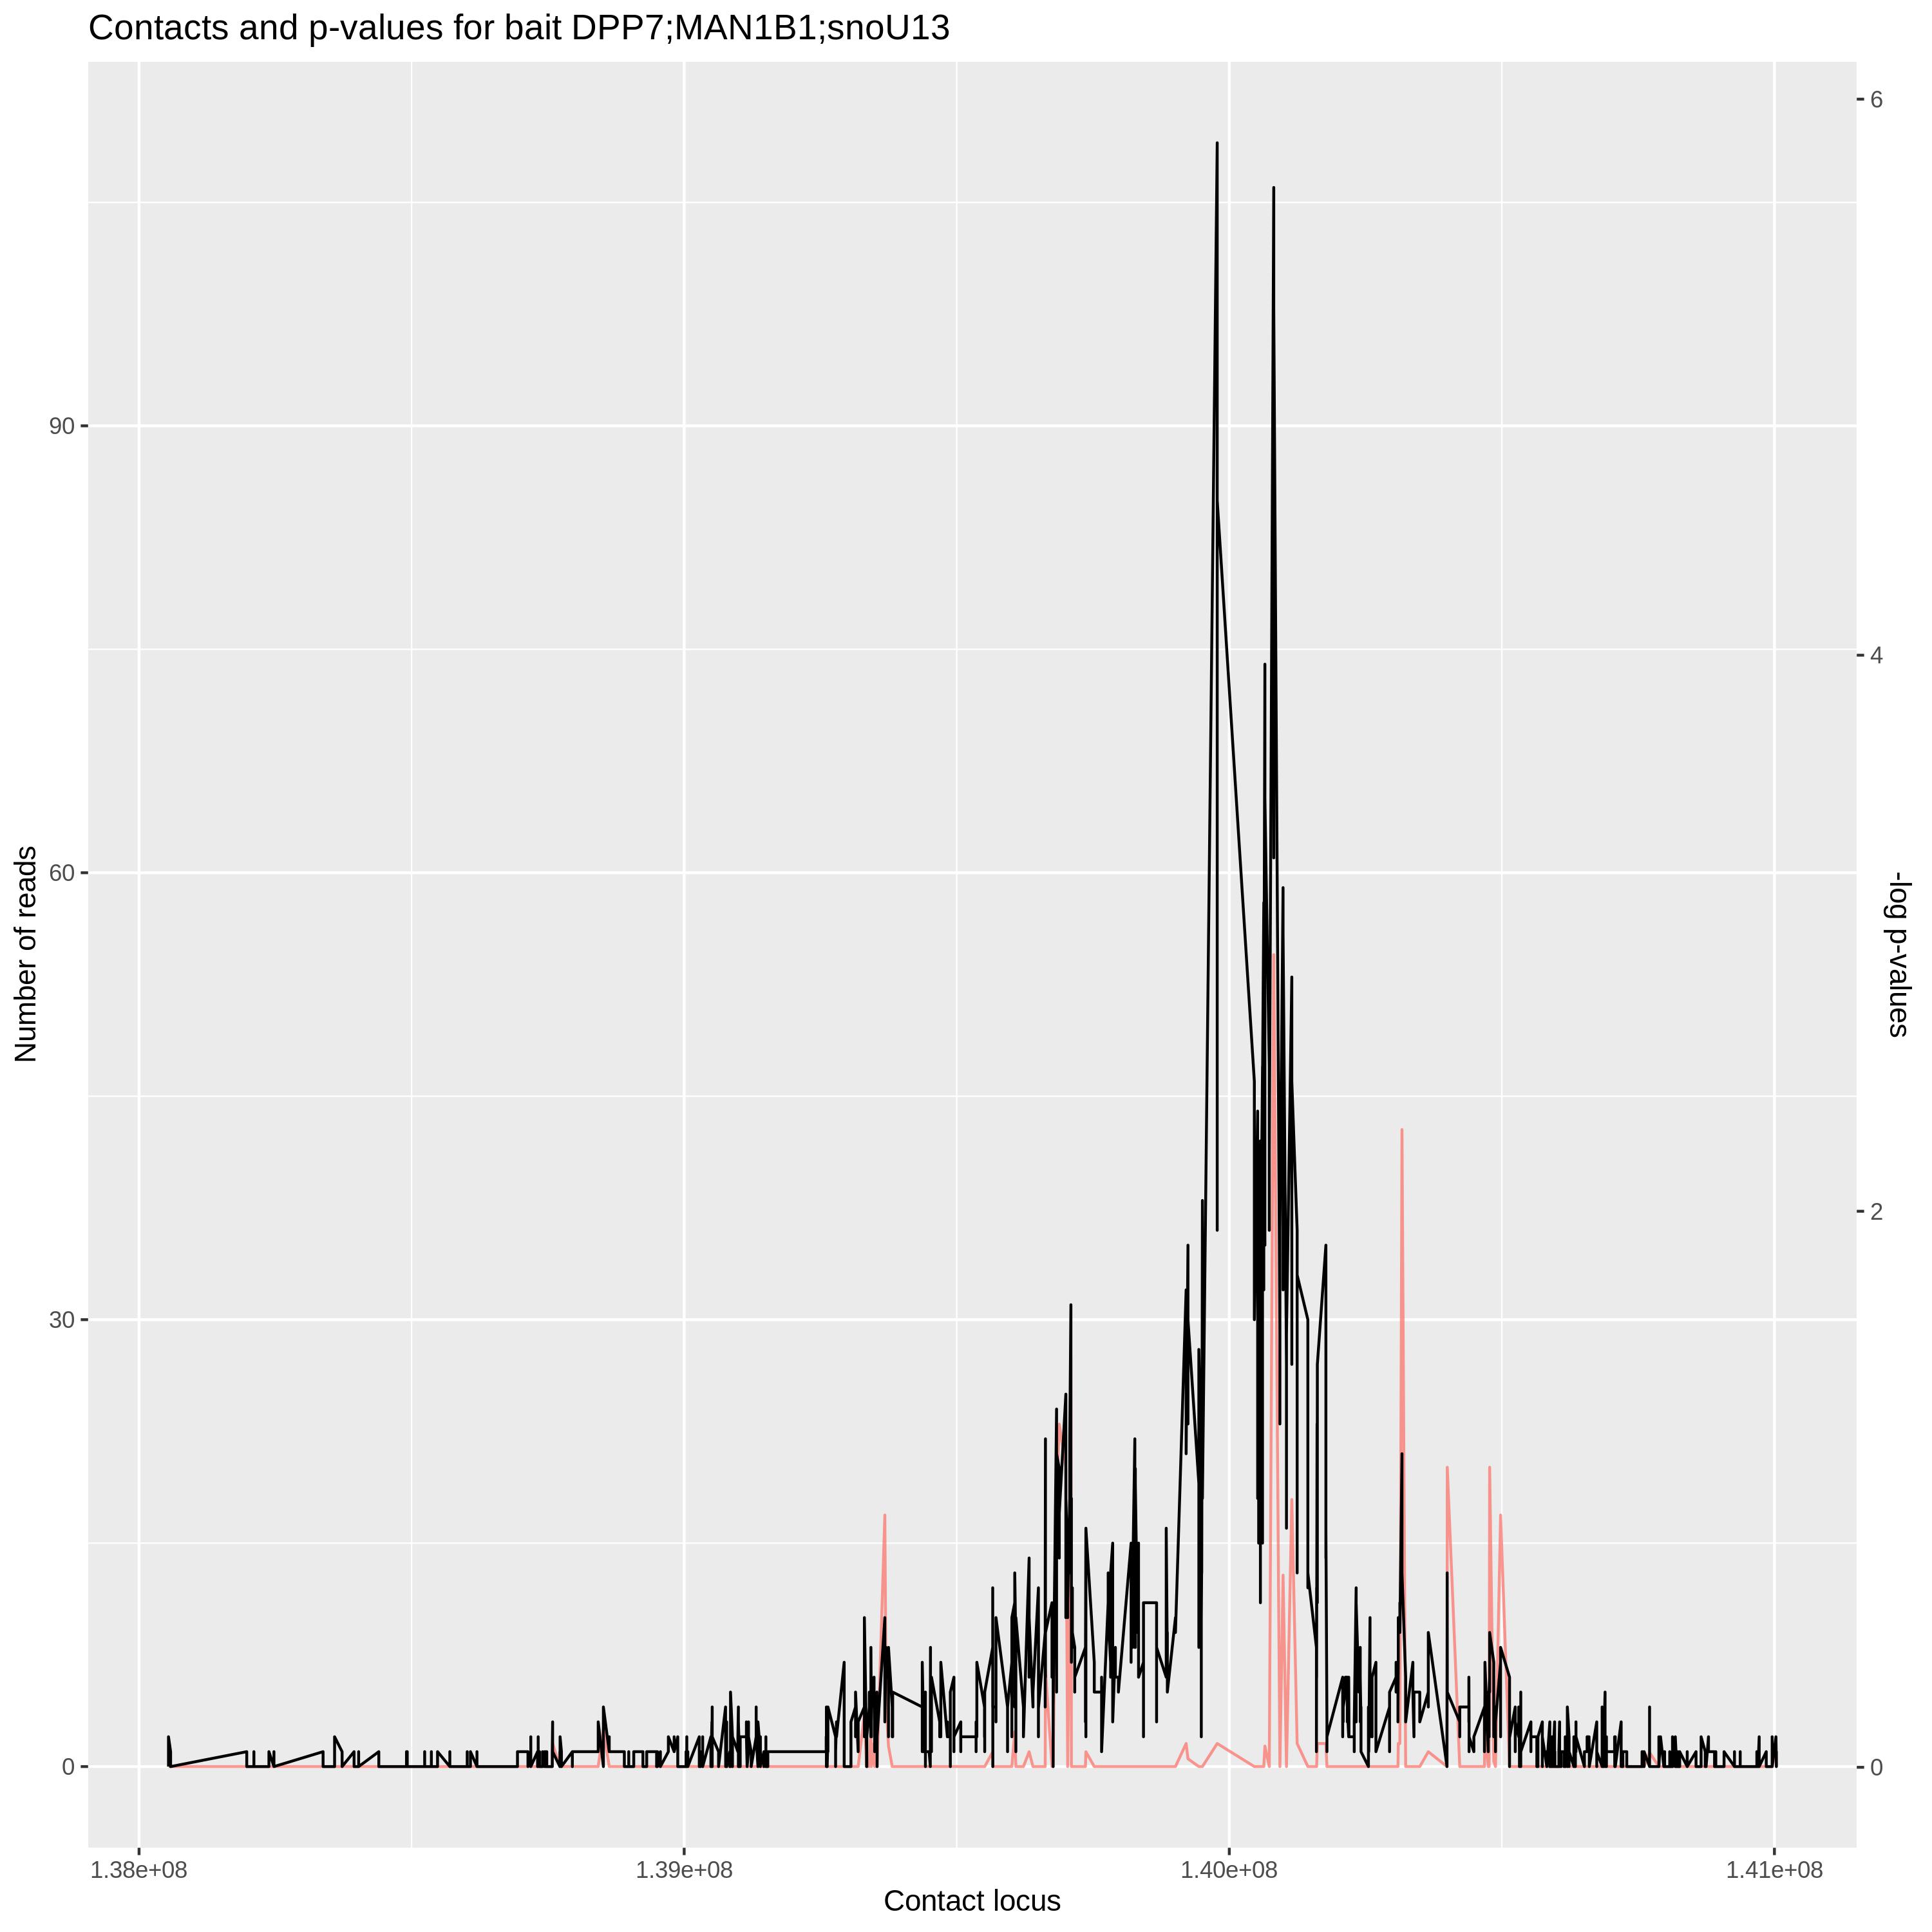 Contacts and p-values for bait DPP7;MAN1B1;snoU13
Number of reads
90
60
30
0
6
4
2
0
-log p-values
1.38e+08
1.39e+08
1.40e+08
1.41e+08
Contact locus